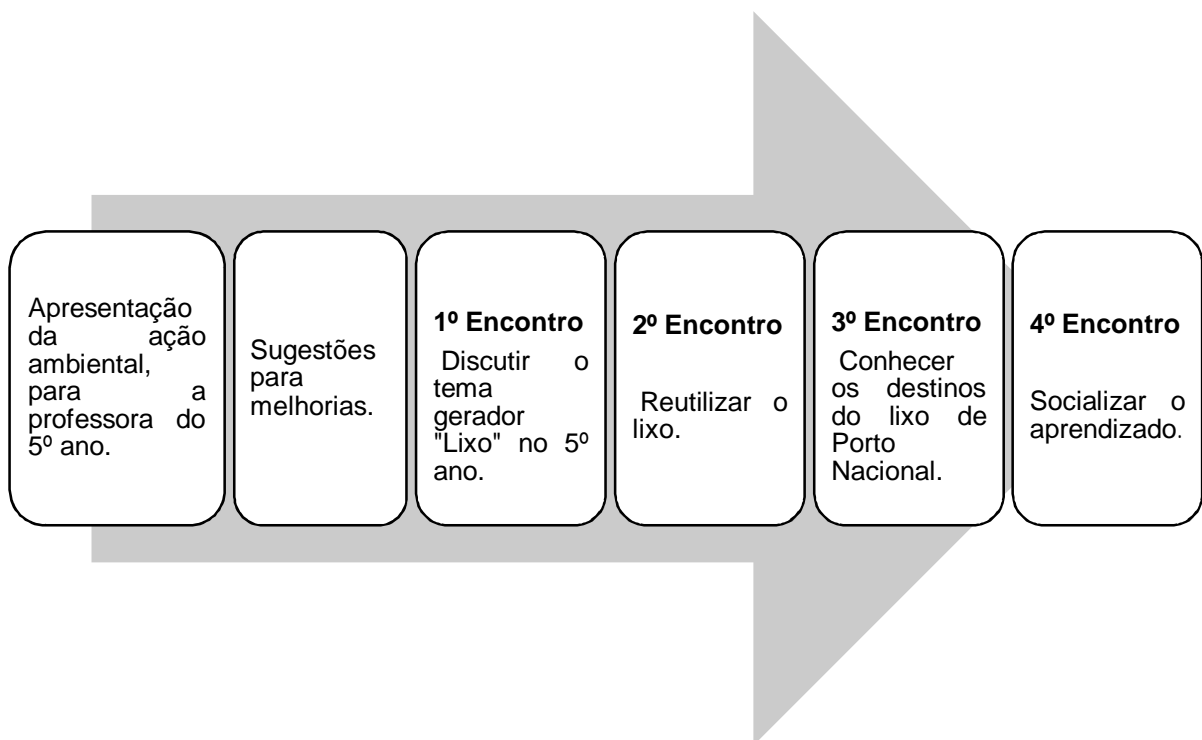 Apresentação
da ação
ambiental,
para a
professora do
5º ano.
Sugestões
para
melhorias.
1º Encontro
Discutir o
tema
gerador
"Lixo" no 5º
ano.
2º Encontro
Reutilizar o
lixo.
3º Encontro
Conhecer
os destinos
do lixo de
Porto
Nacional.
4º Encontro
Socializar o
aprendizado.